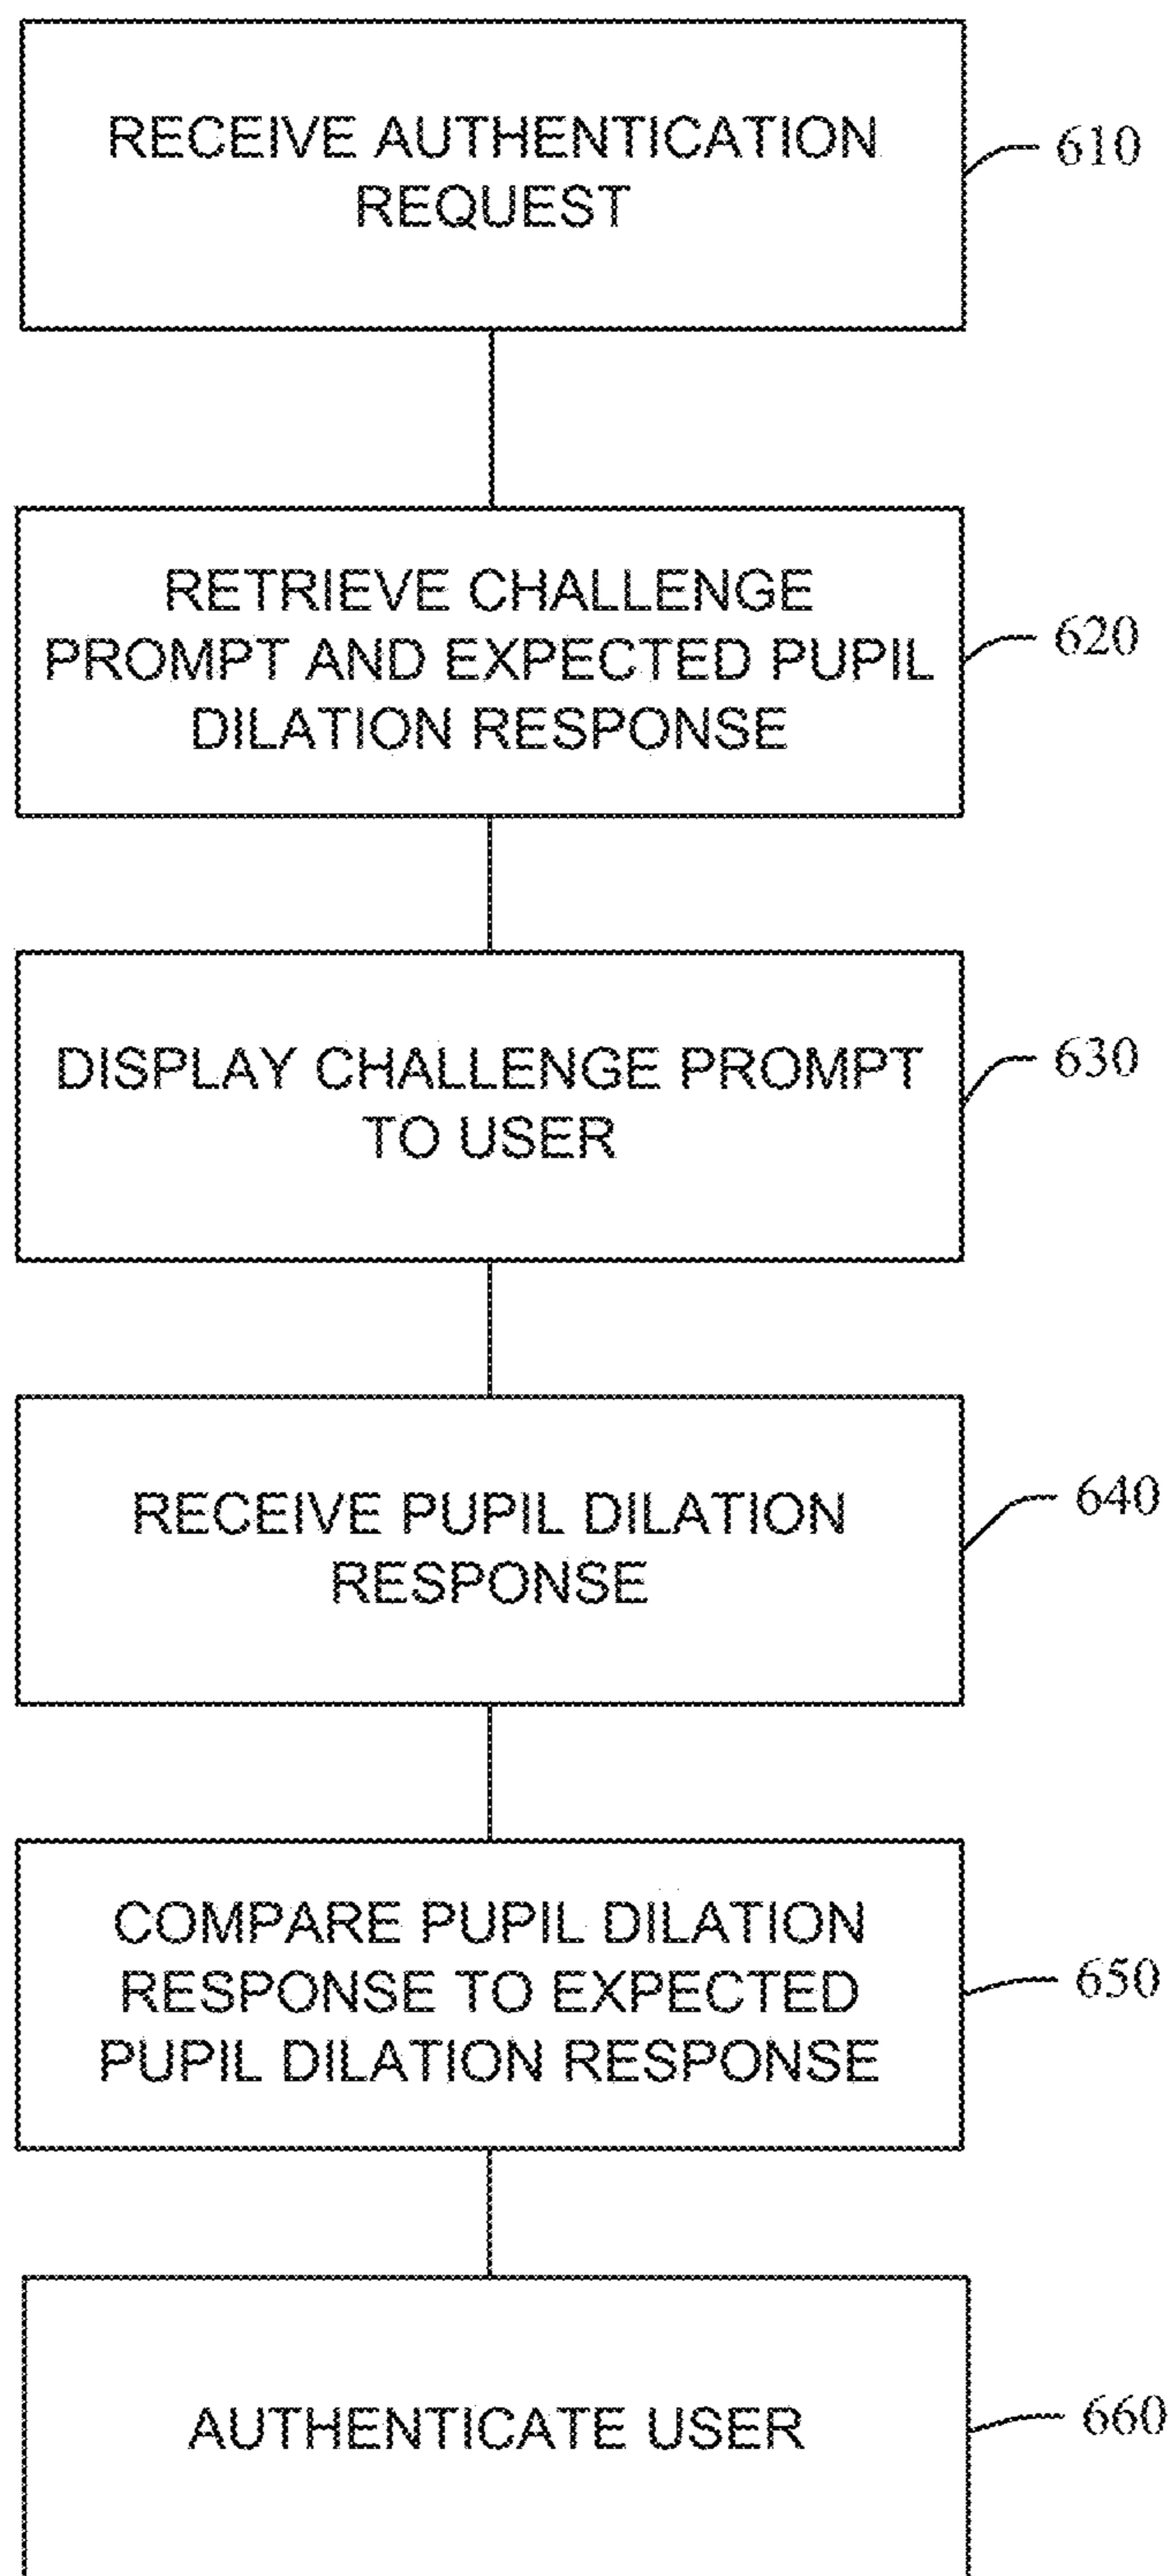 RECEIVE AUTHENTICATION
REQUEST
610
RETRIEVE CHALLENGE
PROMPT AND EXPECTED PUPIL
DILATION RESPONSE
620
DISPLAY CHALLENGE PROMPT
TO USER
630
RECEIVE PUPIL DILATION
RESPONSE
640
COMPARE PUPIL DILATION
RESPONSE TO EXPECTED
PUPIL DILATION RESPONSE
650
AUTHENTICATE USER
660